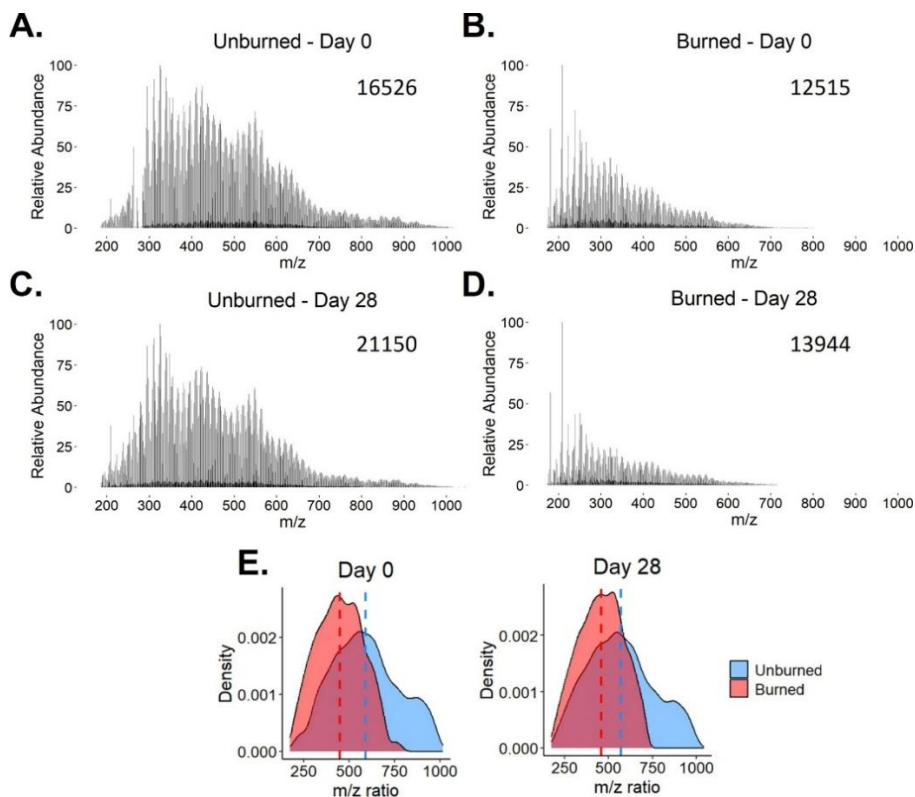 A.
Unburned - Day 0
16526
Relative Abundance
100
75
50
25
0
200 300 400 500 600 700 800 900 1000
m/z
B.
Burned - Day 0
12515
Relative Abundance
100
75
50
25
0
200 300 400 500 600 700 800 900 1000
m/z
C.
Unburned - Day 28
21150
Relative Abundance
100
75
50
25
0
200 300 400 500 600 700 800 900 1000
m/z
D.
Burned - Day 28
13944
Relative Abundance
100
75
50
25
0
200 300 400 500 600 700 800 900 1000
m/z
E.
Day 0
Density
0.002
0.001
0.000
250 500 750 1000
m/z ratio
Day 28
Density
0.002
0.001
0.000
250 500 750 1000
m/z ratio
Unburned
Burned